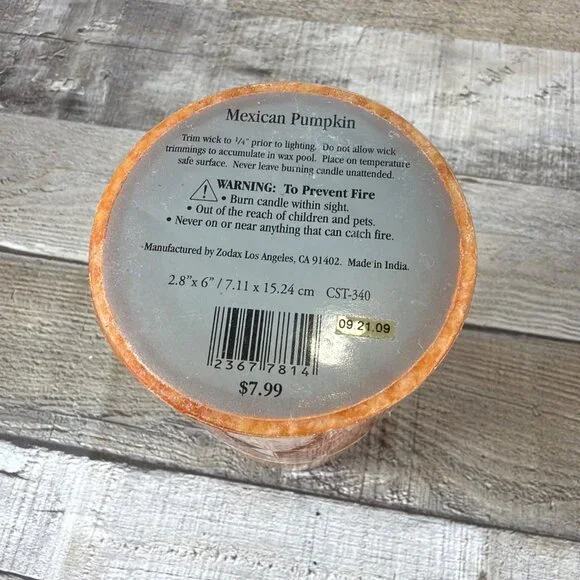 Mexican Pumpkin
Trim wick to 1/4" prior to lighting. Do not allow wick
trimmings to accumulate in wax pool. Place on temperature
safe surface. Never leave burning candle unattended.
WARNING: To Prevent Fire
• Burn candle within sight.
• Out of the reach of children and pets.
• Never on or near anything that can catch fire.
Manufactured by Zodax Los Angeles, CA 91402. Made in India.
2.8"x 6" / 7.11 x 15.24 cm CST-340
09 21.09
23677814
$7.99